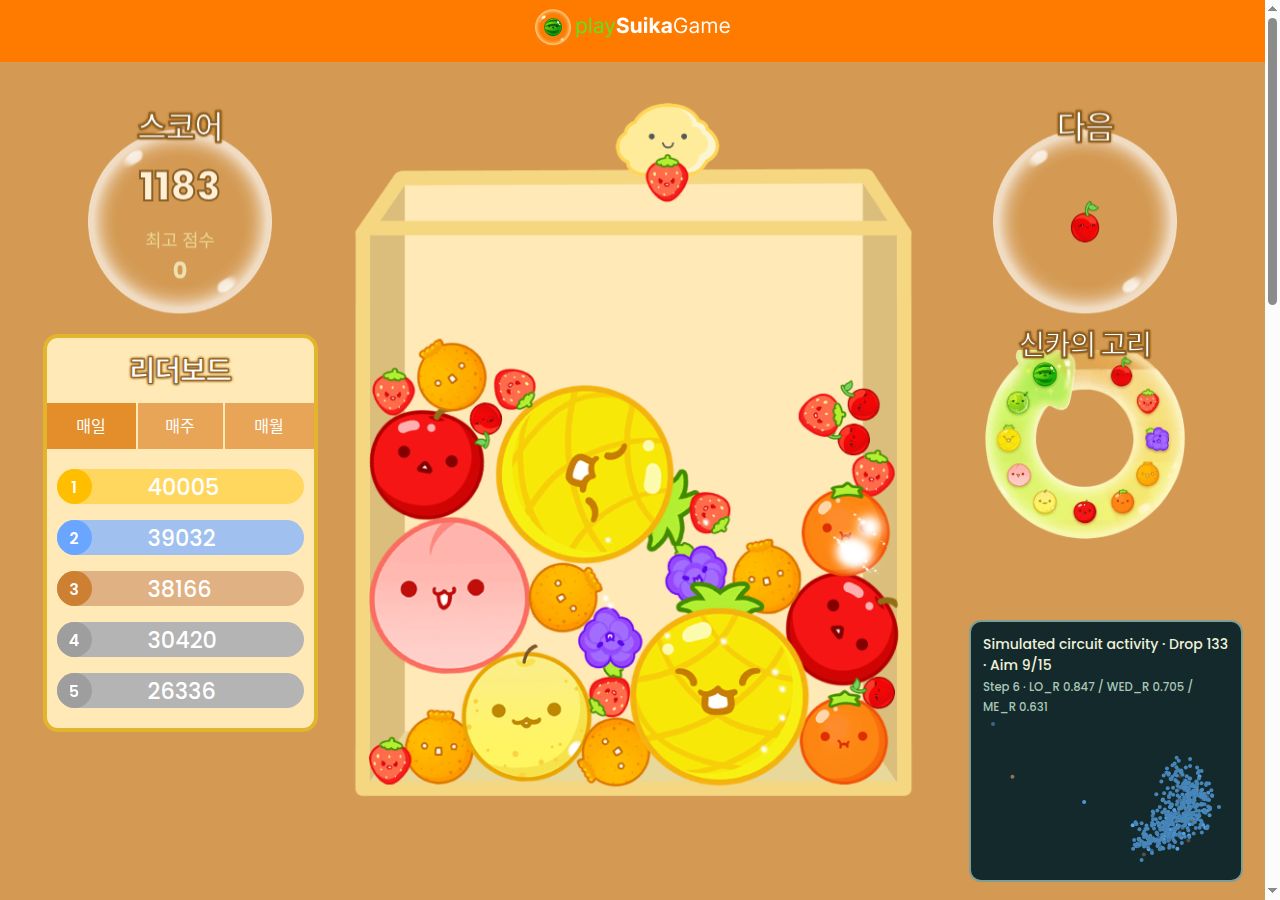 playSuikaGame
스코어
1183
최고 점수
0
리더보드
매일 매주 매월
1 40005
2 39032
3 38166
4 30420
5 26336
다음
신카의 고리
Simulated circuit activity · Drop 133
· Aim 9/15
Step 6 · LO_R 0.847 / WED_R 0.705 /
ME_R 0.631